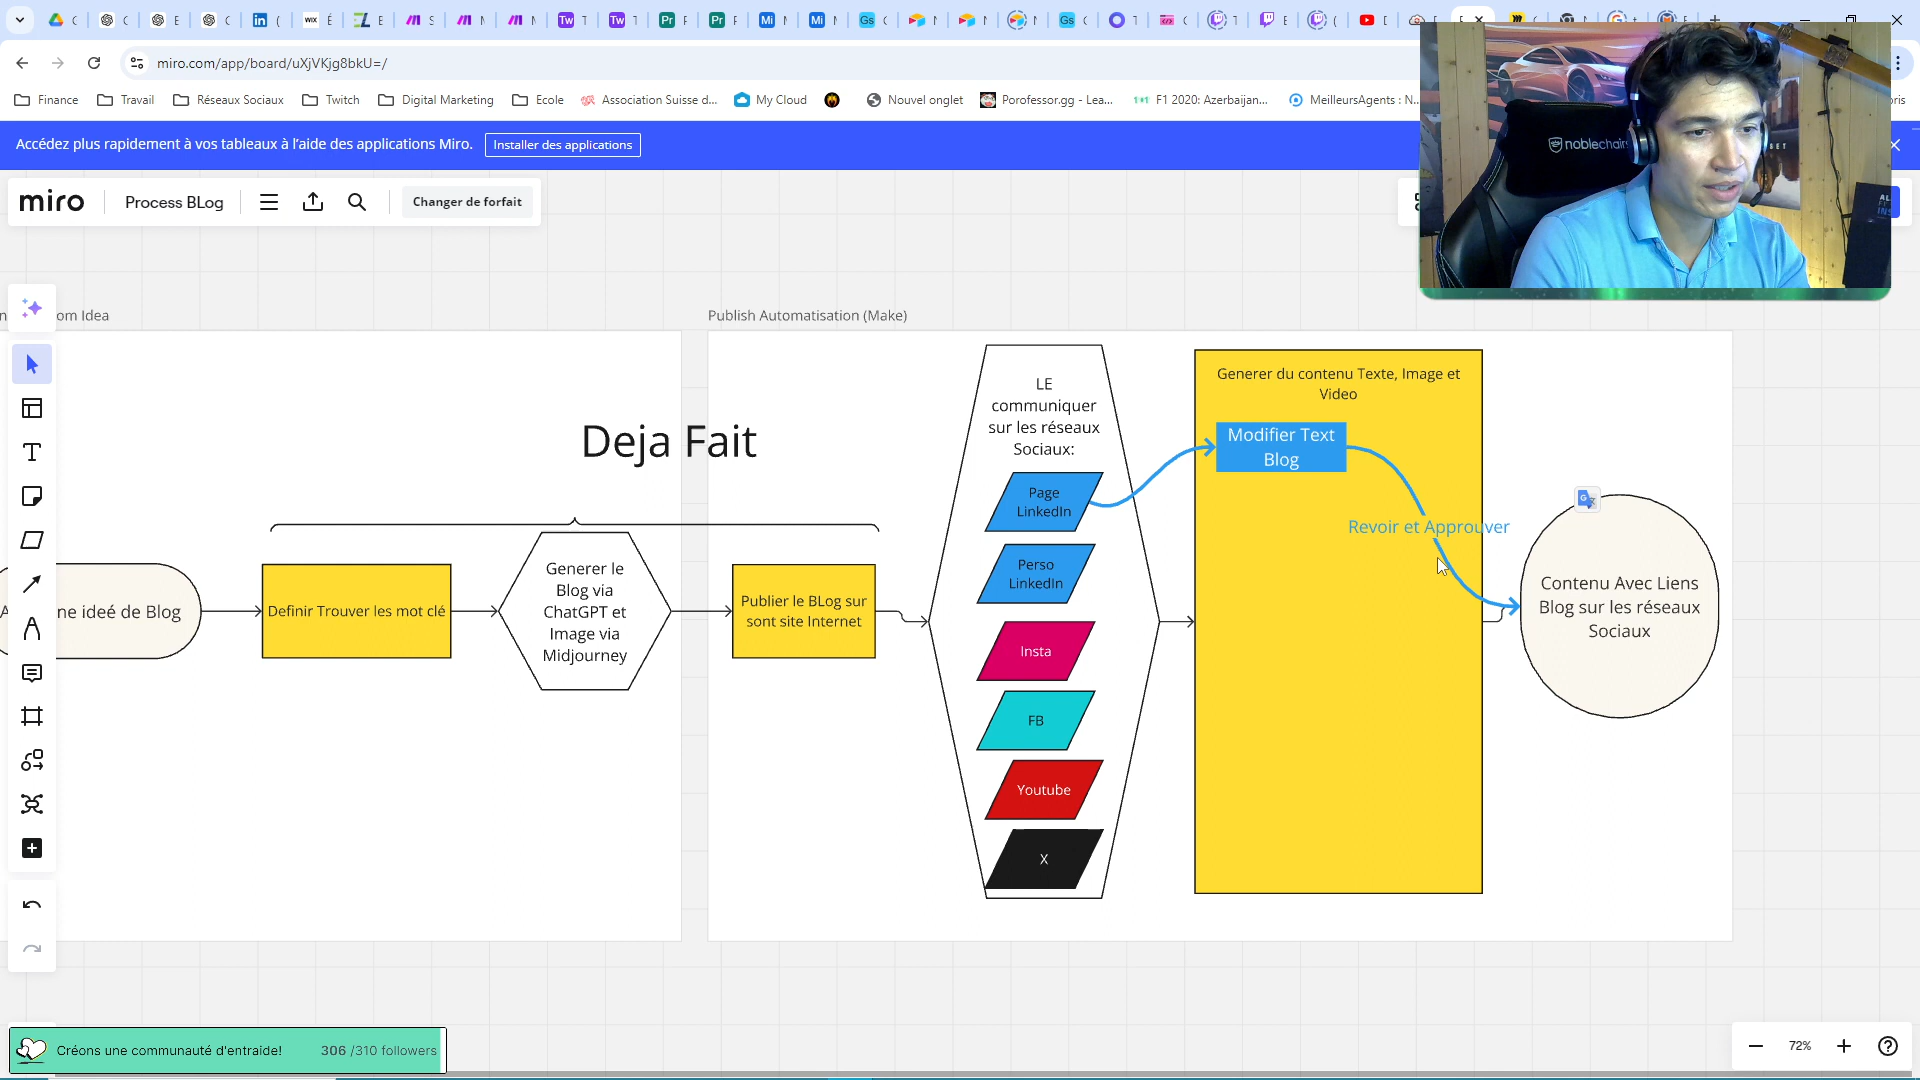 miro.com/app/board/uXjVKjg8bkU=/
Finance
Travail
Réseaux Sociaux
Twitch
Digital Marketing
Ecole
Association Suisse d...
My Cloud
Nouvel onglet
Porofessor.gg - Lea...
F1 2020: Azerbaijan...
MeilleursAgents : N...
Accédez plus rapidement à vos tableaux à l'aide des applications Miro.
Installer des applications
noblechairs
miro
Process BLog
Changer de forfait
om Idea
Publish Automatisation (Make)
Deja Fait
ne ideé de Blog
Definir Trouver les mot clé
Generer le
Blog via
ChatGPT et
Image via
Midjourney
Publier le BLog sur
sont site Internet
LE
communiquer
sur les réseaux
Sociaux:
Page
LinkedIn
Perso
LinkedIn
Insta
FB
Youtube
X
Generer du contenu Texte, Image et
Video
Modifier Text
Blog
Revoir et Approuver
Contenu Avec Liens
Blog sur les réseaux
Sociaux
Créons une communauté d'entraide!
306 /310 followers
72%